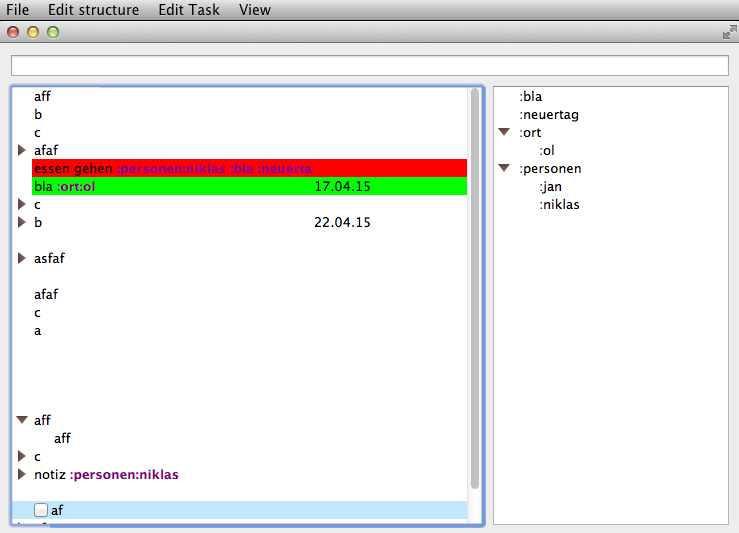 File Edit structure Edit Task View
aff
b
c
afaf
essen gehen :personen:niklas :bla :neuerta
bla :ort:ol 17.04.15
c
b 22.04.15
asfaf
afaf
c
a
aff
aff
c
notiz :personen:niklas
af
:bla
:neuertag
:ort
:ol
:personen
:jan
:niklas